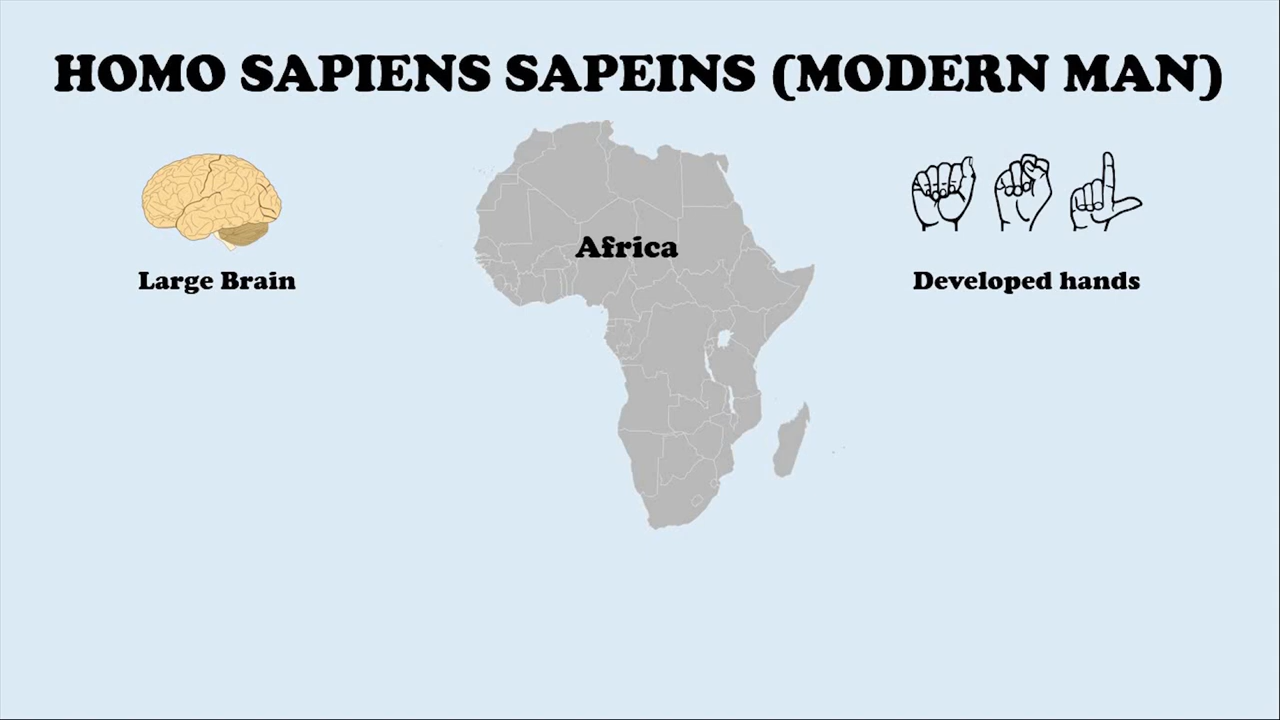 HOMO SAPIENS SAPEINS (MODERN MAN)
Africa
Large Brain
Developed hands